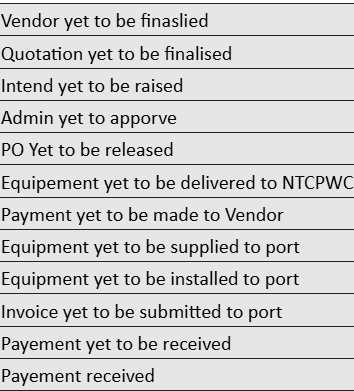 Vendor yet to be finaslied
Quotation yet to be finalised
Intend yet to be raised
Admin yet to apporve
PO Yet to be released
Equipement yet to be delivered to NTCPWC
Payment yet to be made to Vendor
Equipment yet to be supplied to port
Equipment yet to be installed to port
Invoice yet to be submitted to port
Payement yet to be received
Payement received